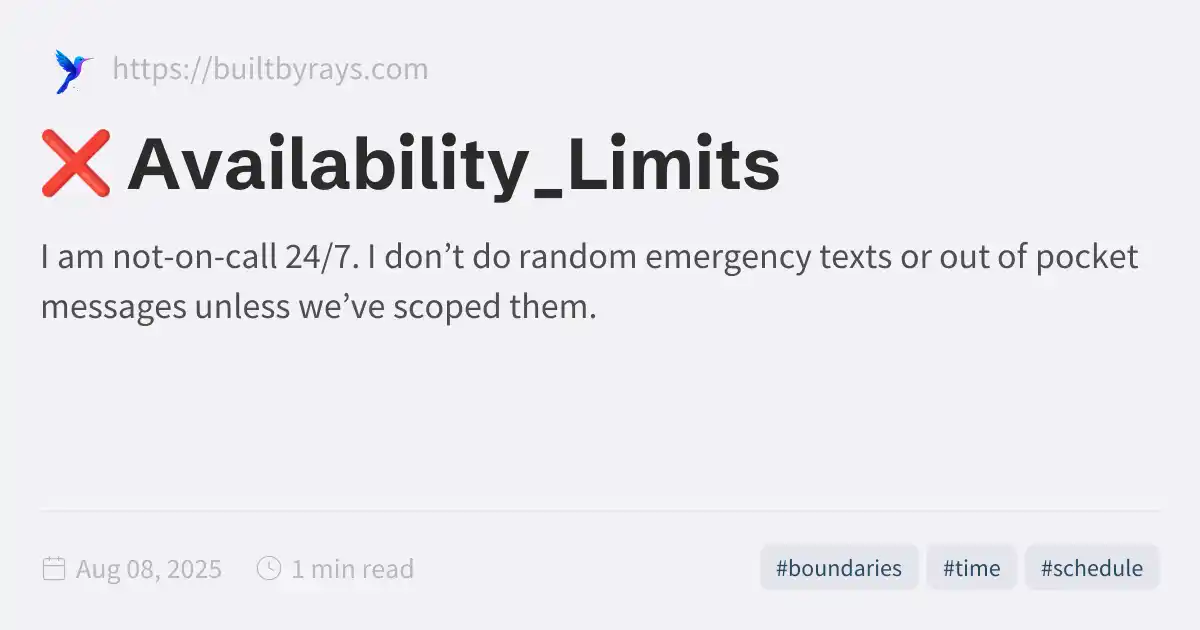 https://builtbyrays.com
❌ Availability_Limits
I am not-on-call 24/7. I don’t do random emergency texts or out of pocket
messages unless we’ve scoped them.
Aug 08, 2025 1 min read #boundaries #time #schedule